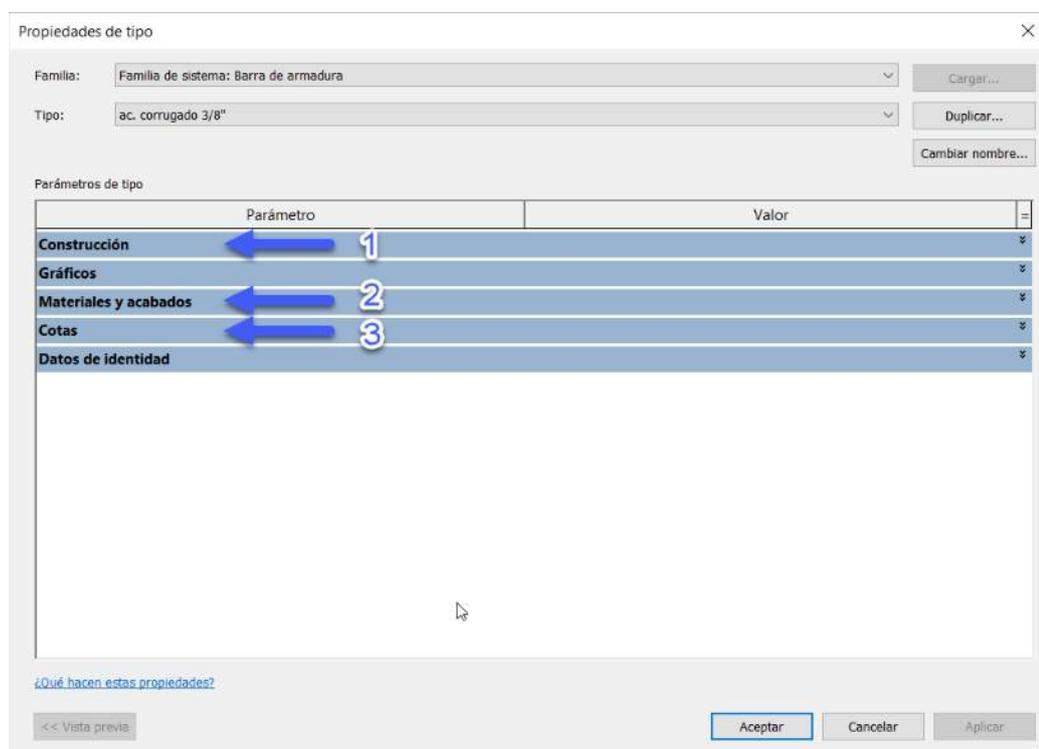 Propiedades de tipo
Familia: Familia de sistema: Barra de armadura Cargar...
Tipo: ac. corrugado 3/8" Duplicar...
Cambiar nombre...
Parámetros de tipo
Parámetro Valor =
Construcción 1
Gráficos
Materiales y acabados 2
Cotas 3
Datos de identidad
¿Qué hacen estas propiedades?
<< Vista previa Aceptar Cancelar Aplicar